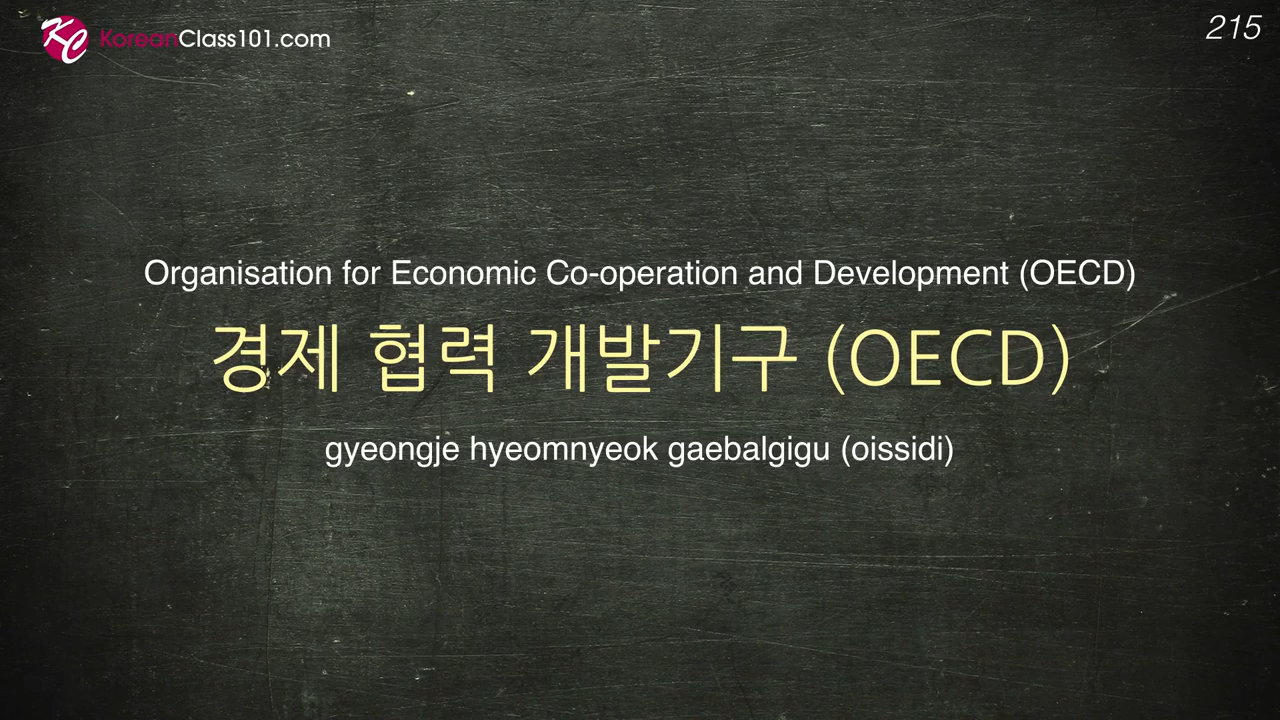 KC KoreanClass101.com
215
Organisation for Economic Co-operation and Development (OECD)
경제 협력 개발기구 (OECD)
gyeongje hyeomnyeok gaebalgigu (oissidi)